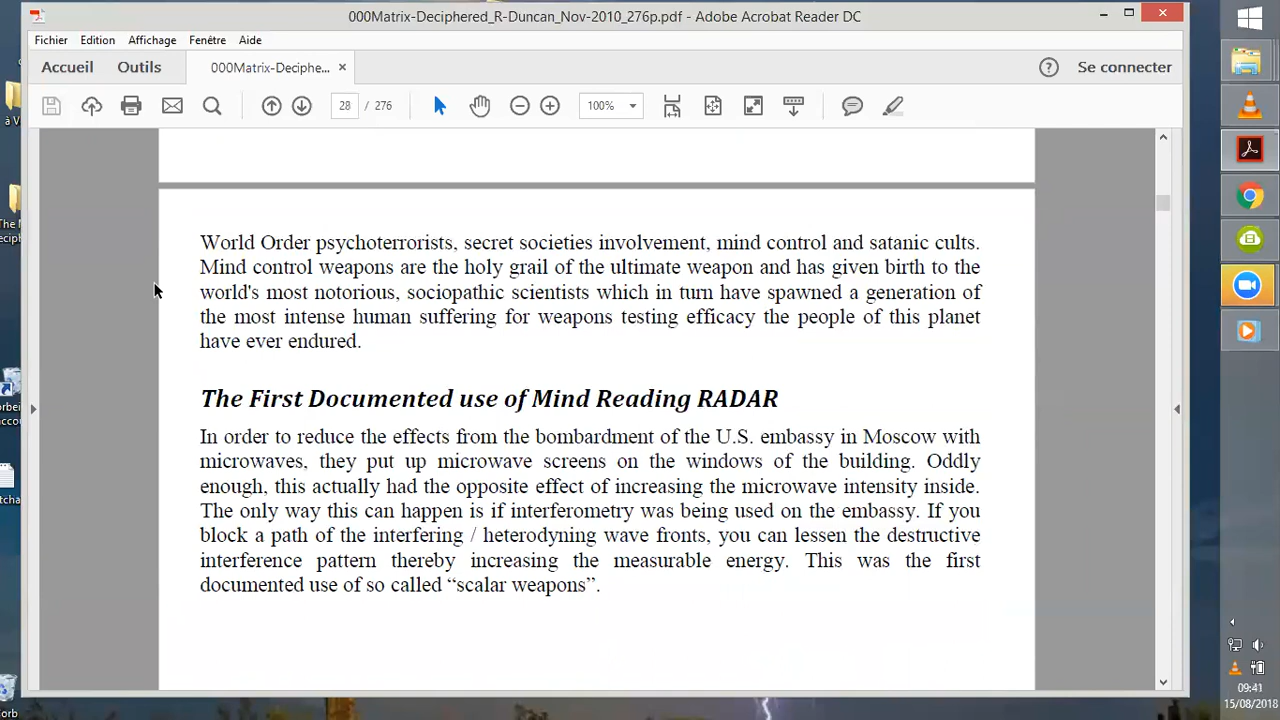 000Matrix-Deciphered_R-Duncan_Nov-2010_276p.pdf - Adobe Acrobat Reader DC
Fichier Edition Affichage Fenêtre Aide
Accueil Outils 000Matrix-Deciphe... Se connecter
28 / 276 100%
World Order psychoterrorists, secret societies involvement, mind control and satanic cults.
Mind control weapons are the holy grail of the ultimate weapon and has given birth to the
world's most notorious, sociopathic scientists which in turn have spawned a generation of
the most intense human suffering for weapons testing efficacy the people of this planet
have ever endured.
The First Documented use of Mind Reading RADAR
In order to reduce the effects from the bombardment of the U.S. embassy in Moscow with
microwaves, they put up microwave screens on the windows of the building. Oddly
enough, this actually had the opposite effect of increasing the microwave intensity inside.
The only way this can happen is if interferometry was being used on the embassy. If you
block a path of the interfering / heterodyning wave fronts, you can lessen the destructive
interference pattern thereby increasing the measurable energy. This was the first
documented use of so called “scalar weapons”.
09:41
15/08/2018